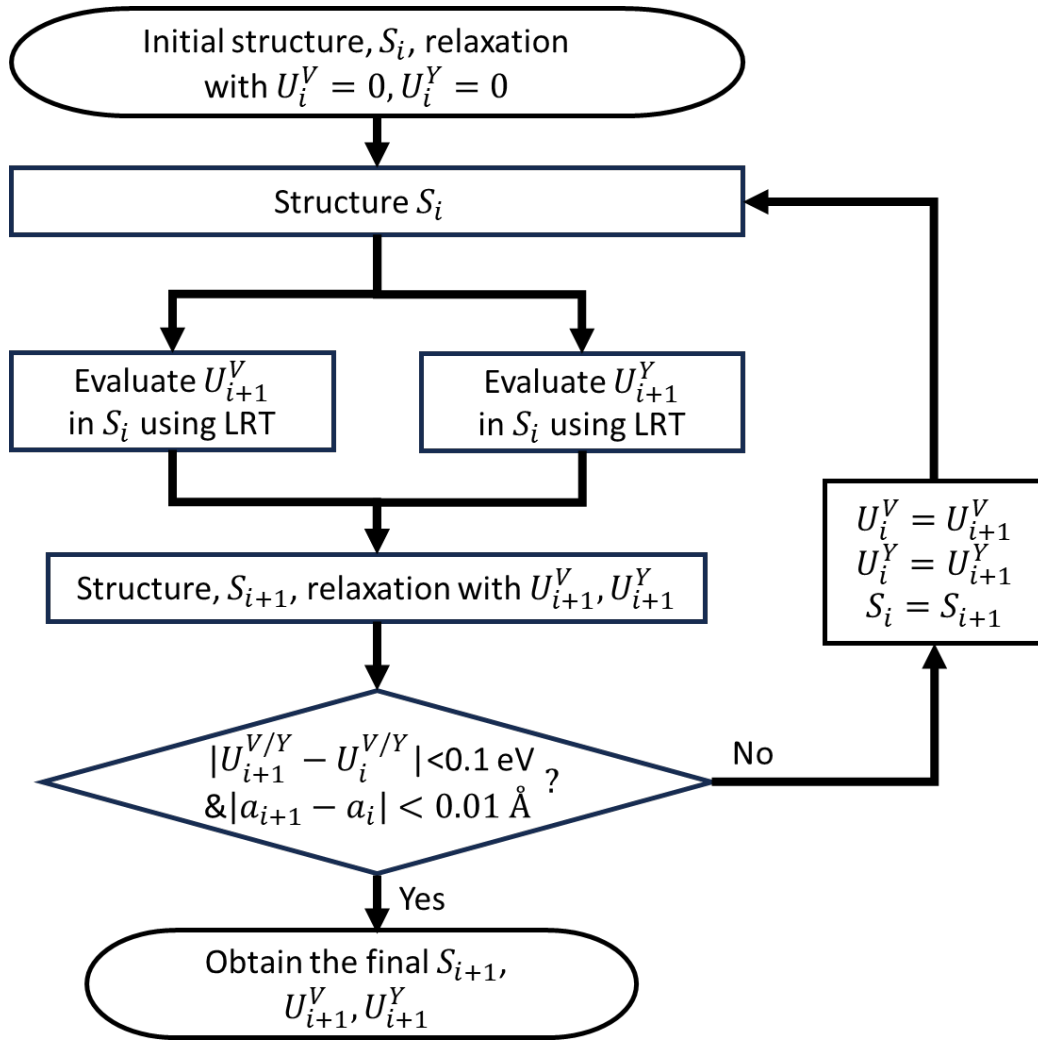 Initial structure, $S_i$, relaxation
with $U_i^V = 0, U_i^Y = 0$
Structure $S_i$
Evaluate $U_{i+1}^V$
in $S_i$ using LRT
Evaluate $U_{i+1}^Y$
in $S_i$ using LRT
Structure, $S_{i+1}$, relaxation with $U_{i+1}^V, U_{i+1}^Y$
$|U_{i+1}^{V/Y} - U_i^{V/Y}|$<0.1 eV
&$|a_{i+1} - a_i| < 0.01$ Å
?
No
$U_i^V = U_{i+1}^V$
$U_i^Y = U_{i+1}^Y$
$S_i = S_{i+1}$
Yes
Obtain the final $S_{i+1}$,
$U_{i+1}^V, U_{i+1}^Y$